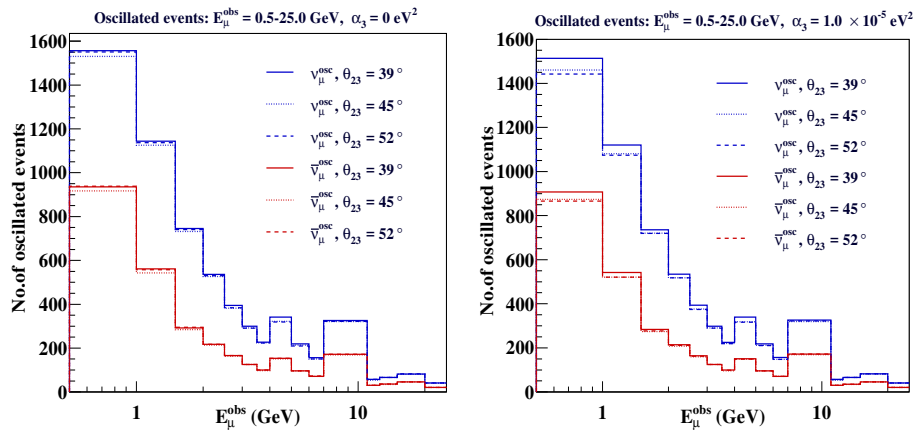 Oscillated events: E_μ^obs = 0.5-25.0 GeV, α_3 = 0 eV^2
No.of oscillated events
1600
1400
1200
1000
800
600
400
200
0
ν_μ^osc, θ_23 = 39°
ν_μ^osc, θ_23 = 45°
ν_μ^osc, θ_23 = 52°
ν̅_μ^osc, θ_23 = 39°
ν̅_μ^osc, θ_23 = 45°
ν̅_μ^osc, θ_23 = 52°
1
10
E_μ^obs (GeV)
Oscillated events: E_μ^obs = 0.5-25.0 GeV, α_3 = 1.0 × 10^-5 eV^2
No.of oscillated events
1600
1400
1200
1000
800
600
400
200
0
ν_μ^osc, θ_23 = 39°
ν_μ^osc, θ_23 = 45°
ν_μ^osc, θ_23 = 52°
ν̅_μ^osc, θ_23 = 39°
ν̅_μ^osc, θ_23 = 45°
ν̅_μ^osc, θ_23 = 52°
1
10
E_μ^obs (GeV)